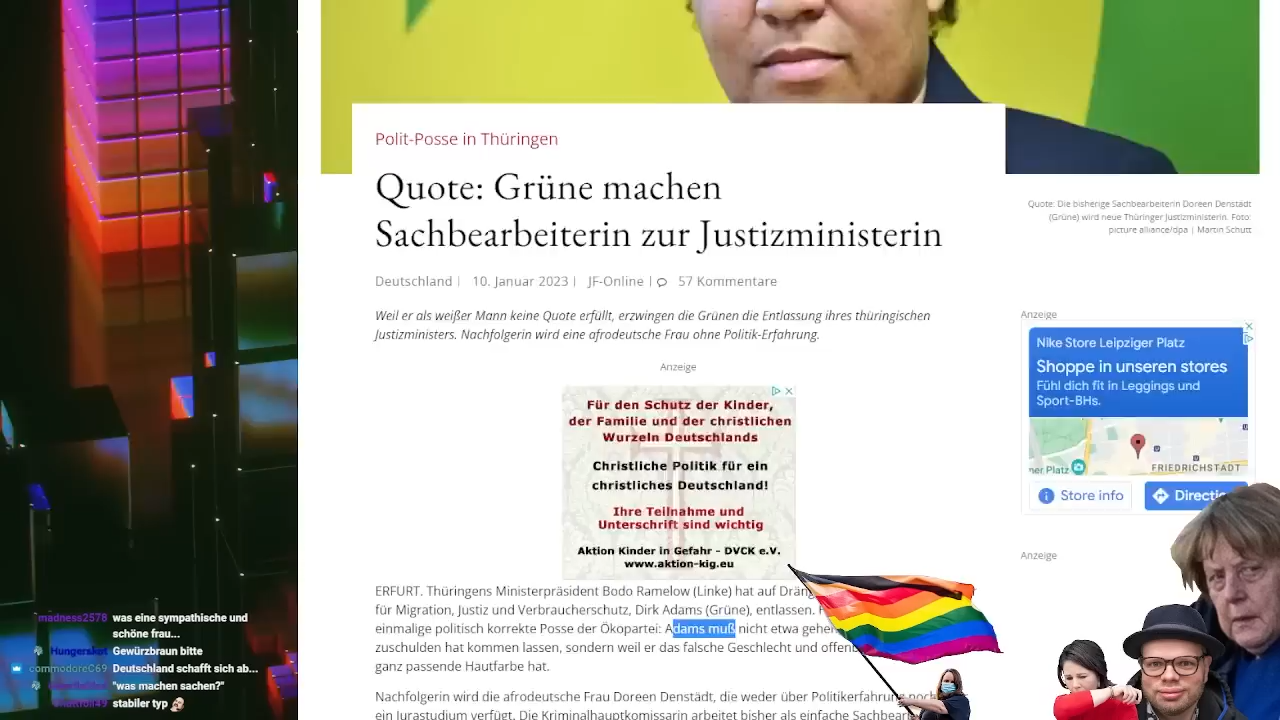 Polit-Posse in Thüringen
Quote: Grüne machen
Sachbearbeiterin zur Justizministerin
Deutschland | 10. Januar 2023 | JF-Online | 57 Kommentare
Weil er als weißer Mann keine Quote erfüllt, erzwingen die Grünen die Entlassung ihres thüringischen
Justizministers. Nachfolgerin wird eine afrodeutsche Frau ohne Politik-Erfahrung.
Anzeige
Für den Schutz der Kinder,
der Familie und der christlichen
Wurzeln Deutschlands
Christliche Politik für ein
christliches Deutschland!
Ihre Teilnahme und
Unterschrift sind wichtig
Aktion Kinder in Gefahr - DVCK e.V.
www.aktion-kig.eu
ERFURT. Thüringens Ministerpräsident Bodo Ramelow (Linke) hat auf
für Migration, Justiz und Verbraucherschutz, Dirk Adams (Grüne), entlassen.
einmalige politisch korrekte Posse der Ökopartei: Adams muß nicht etwa
zuschulden hat kommen lassen, sondern weil er das falsche Geschlecht und
ganz passende Hautfarbe hat.
Nachfolgerin wird die afrodeutsche Frau Doreen Denstädt, die weder über Politikerfahrung
ein Jurastudium verfügt. Die Kriminalhauptkomissarin arbeitet bisher als einfache
Quote: Die bisherige Sachbearbeiterin Doreen Denstädt
(Grüne) wird neue Thüringer Justizministerin. Foto:
picture alliance/dpa | Martin Schutt
Anzeige
Nike Store Leipziger Platz
Shoppe in unseren stores
Fühl dich fit in Leggings und
Sport-BHs.
ner Platz
FRIEDRICHSTADT
Store info
Directio
Anzeige
madness2578 was eine sympathische und
schöne frau...
Hungerskot Gewürzbraun bitte
commodoreC69 Deutschland schafft sich ab...
"was machen sachen?"
stabiler typ